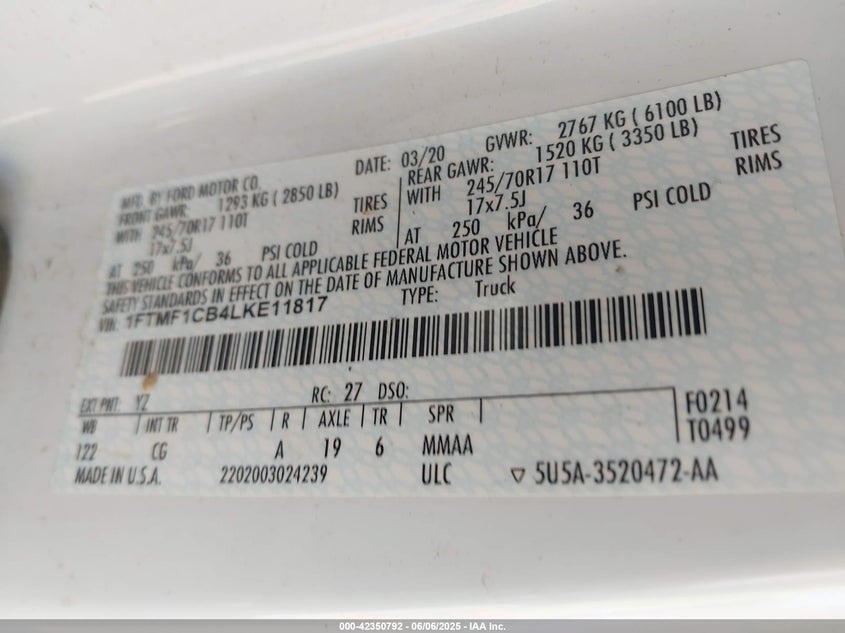 MFD. BY FORD MOTOR CO.
DATE: 03/20 GVWR: 2767 KG ( 6100 LB)
FRONT GAWR: 1293 KG ( 2850 LB) REAR GAWR: 1520 KG ( 3350 LB)
WITH 245/70R17 110T TIRES WITH 245/70R17 110T TIRES
17x7.5J RIMS 17x7.5J RIMS
AT 250 kPa/ 36 PSI COLD AT 250 kPa/ 36 PSI COLD
THIS VEHICLE CONFORMS TO ALL APPLICABLE FEDERAL MOTOR VEHICLE
SAFETY STANDARDS IN EFFECT ON THE DATE OF MANUFACTURE SHOWN ABOVE.
VIN: 1FTMF1CB4LKE11817 TYPE: Truck
EXT PNT: YZ RC: 27 DSO:
WB INT TR TP/PS R AXLE TR SPR F0214
122 CG A 19 6 MMAA T0499
MADE IN U.S.A. 2202003024239 ULC ▽ 5U5A-3520472-AA
000-42350792 - 06/06/2025 - IAA Inc.